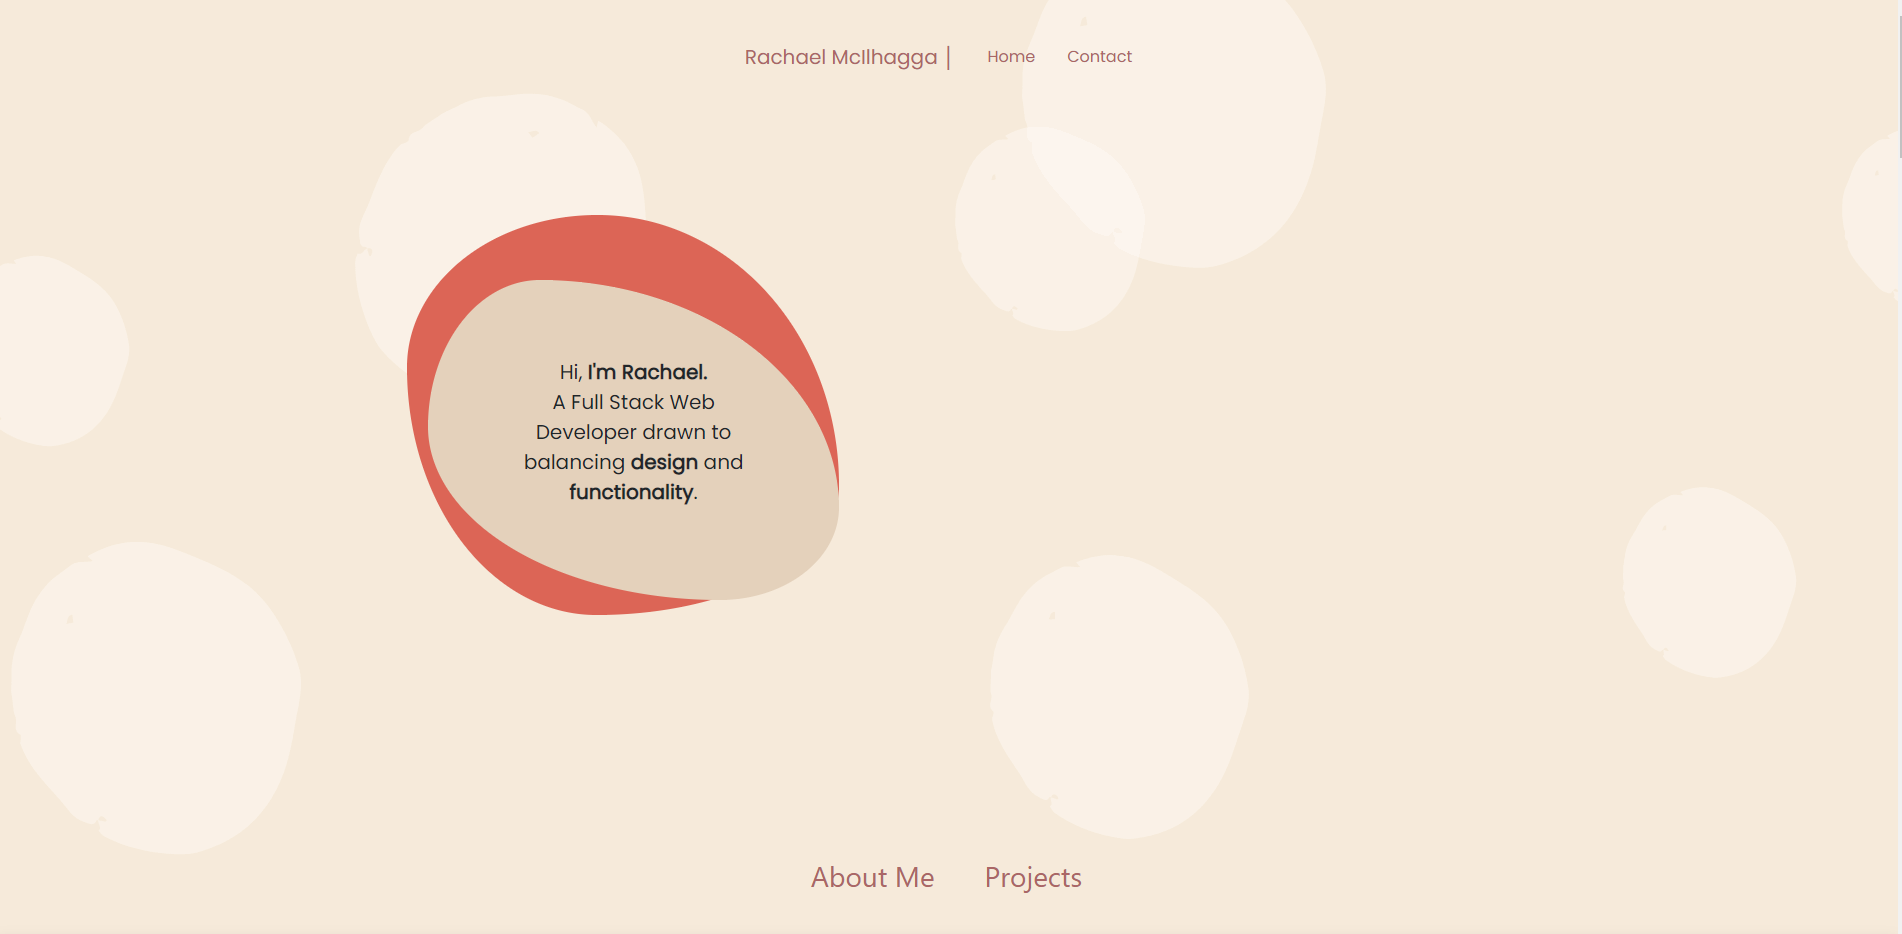 Rachael McIlhagga |
Home
Contact
Hi, I'm Rachael.
A Full Stack Web
Developer drawn to
balancing design and
functionality.
About Me
Projects